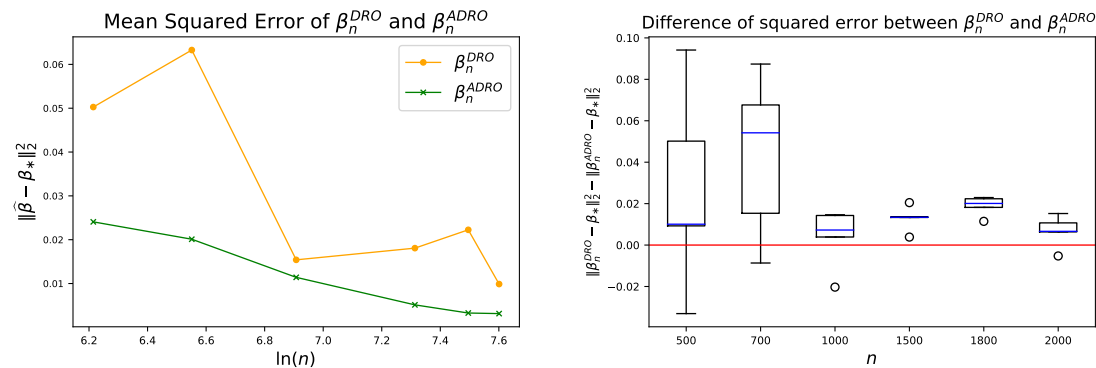 Mean Squared Error of β_n^{DRO} and β_n^{ADRO}
β_n^{DRO}
β_n^{ADRO}
‖β̂ − β_*‖_2^2
0.06
0.05
0.04
0.03
0.02
0.01
6.2 6.4 6.6 6.8 7.0 7.2 7.4 7.6
ln(n)
Difference of squared error between β_n^{DRO} and β_n^{ADRO}
‖β_n^{DRO} − β_*‖_2^2 − ‖β_n^{ADRO} − β_*‖_2^2
0.10
0.08
0.06
0.04
0.02
0.00
−0.02
500 700 1000 1500 1800 2000
n